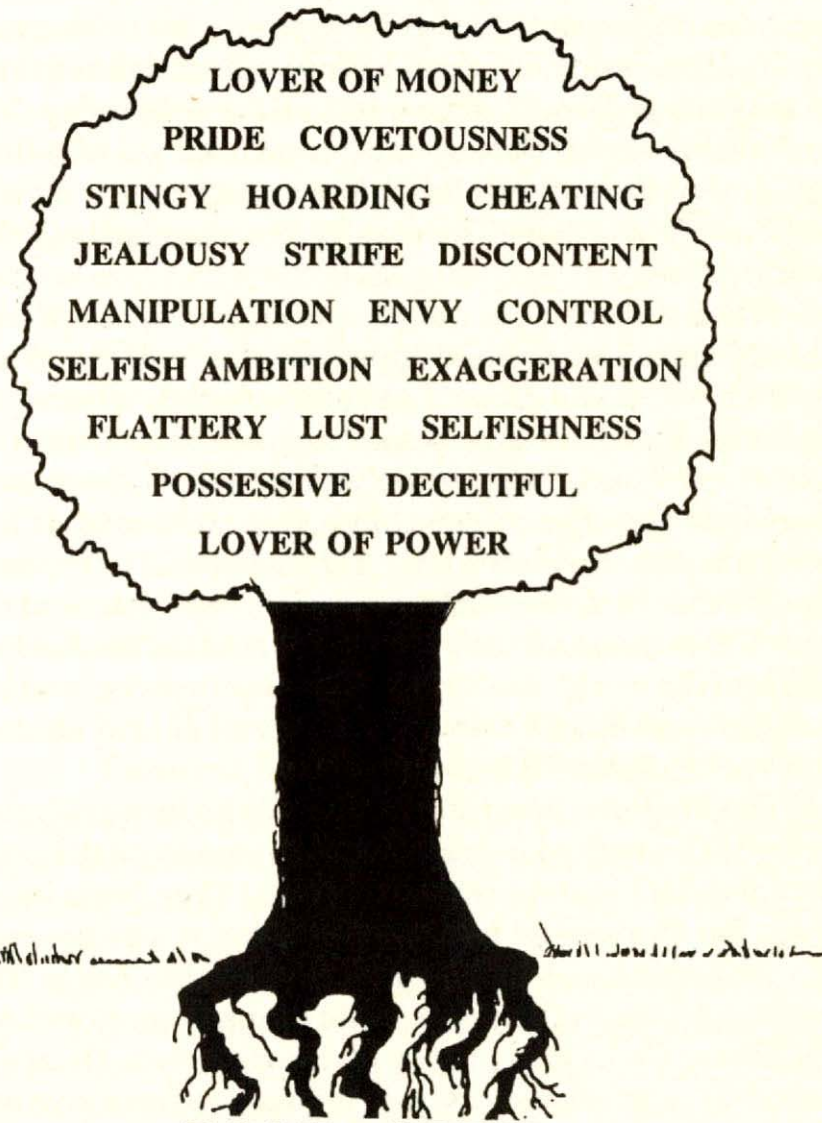 LOVER OF MONEY
PRIDE COVETOUSNESS
STINGY HOARDING CHEATING
JEALOUSY STRIFE DISCONTENT
MANIPULATION ENVY CONTROL
SELFISH AMBITION EXAGGERATION
FLATTERY LUST SELFISHNESS
POSSESSIVE DECEITFUL
LOVER OF POWER